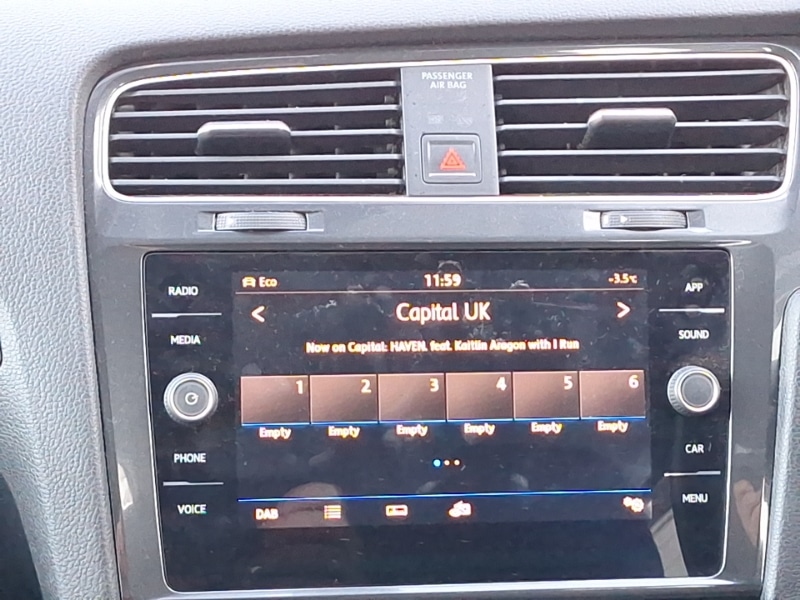 PASSENGER
AIR BAG
RADIO
MEDIA
PHONE
VOICE
Eco
11:59
-3.5°C
< Capital UK >
Now on Capital: HAVEN. feat. Kaitlin Aragon with I Run
1 2 3 4 5 6
Empty Empty Empty Empty Empty Empty
DAB
APP
SOUND
CAR
MENU